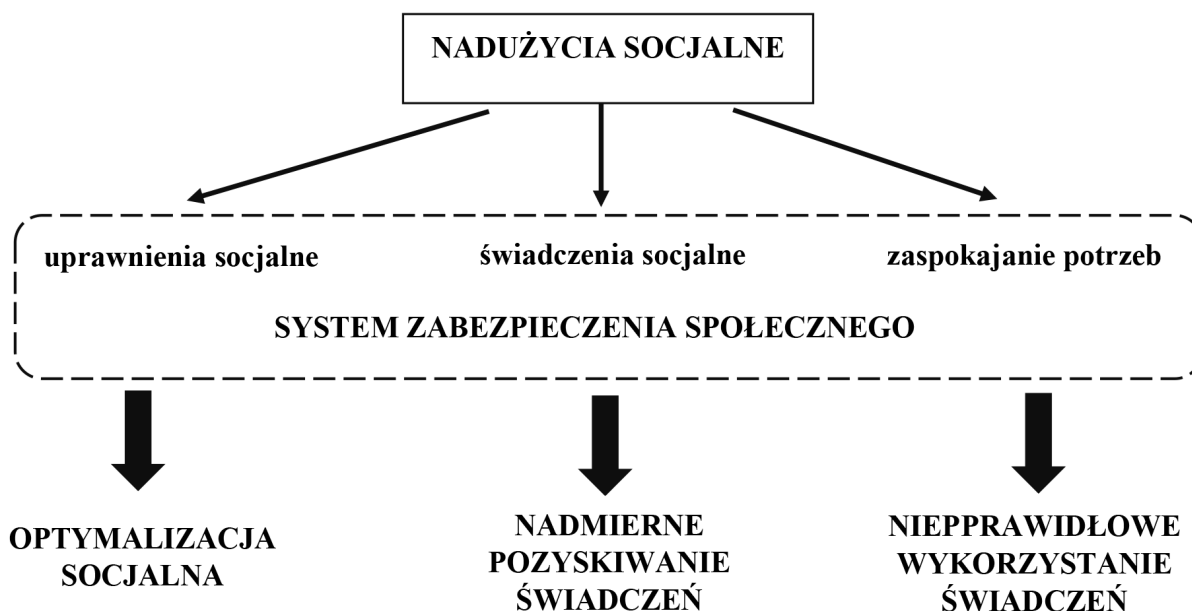 NADUŻYCIA SOCJALNE
uprawnienia socjalne
świadczenia socjalne
zaspokajanie potrzeb
SYSTEM ZABEZPIECZENIA SPOŁECZNEGO
OPTYMALIZACJA
SOCJALNA
NADMIERNE
POZYSKIWANIE
ŚWIADCZEŃ
NIEPPRAWIDŁOWE
WYKORZYSTANIE
ŚWIADCZEŃ